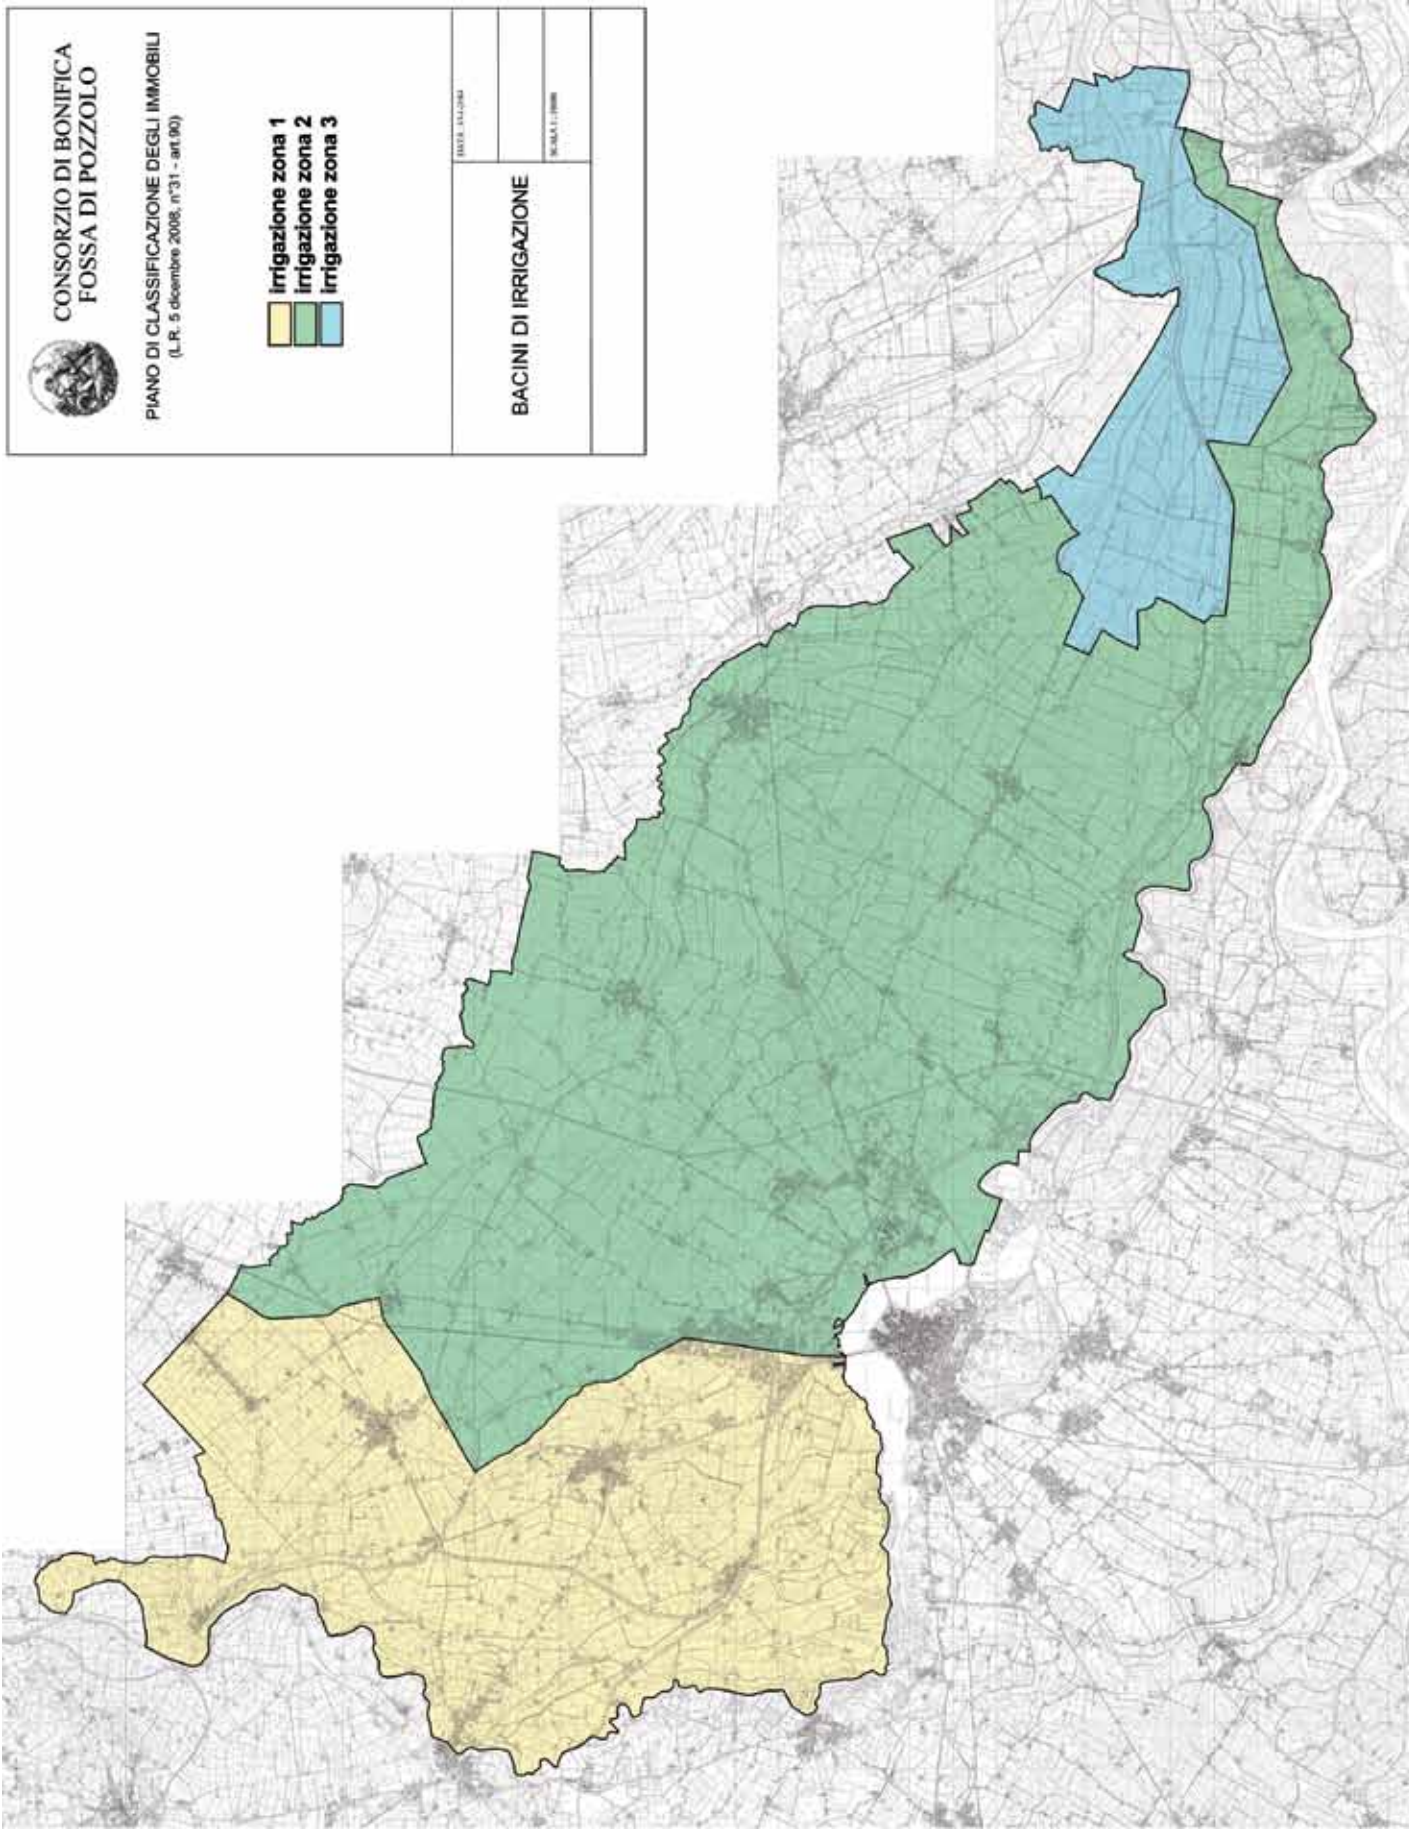 CONSORZIO DI BONIFICA
FOSSA DI POZZOLO
PIANO DI CLASSIFICAZIONE DEGLI IMMOBILI
(L.R. 5 dicembre 2008, n°31 - art.90)
irrigazione zona 1
irrigazione zona 2
irrigazione zona 3
BACINI DI IRRIGAZIONE